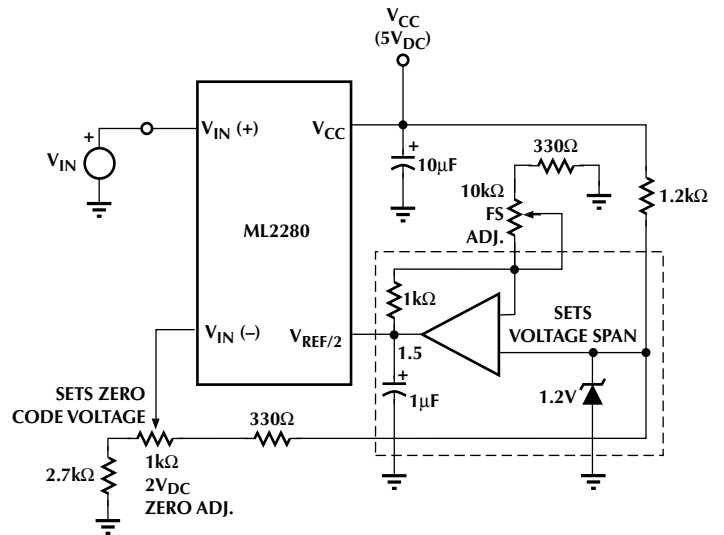 VCC
(5VDC)
+
VIN
VIN (+)
VCC
ML2280
VIN (–)
VREF/2
+
10µF
330Ω
10kΩ
FS
ADJ.
1.2kΩ
1kΩ
SETS
VOLTAGE SPAN
1.5
+
1µF
1.2V
SETS ZERO
CODE VOLTAGE
330Ω
2.7kΩ
1kΩ
2VDC
ZERO ADJ.